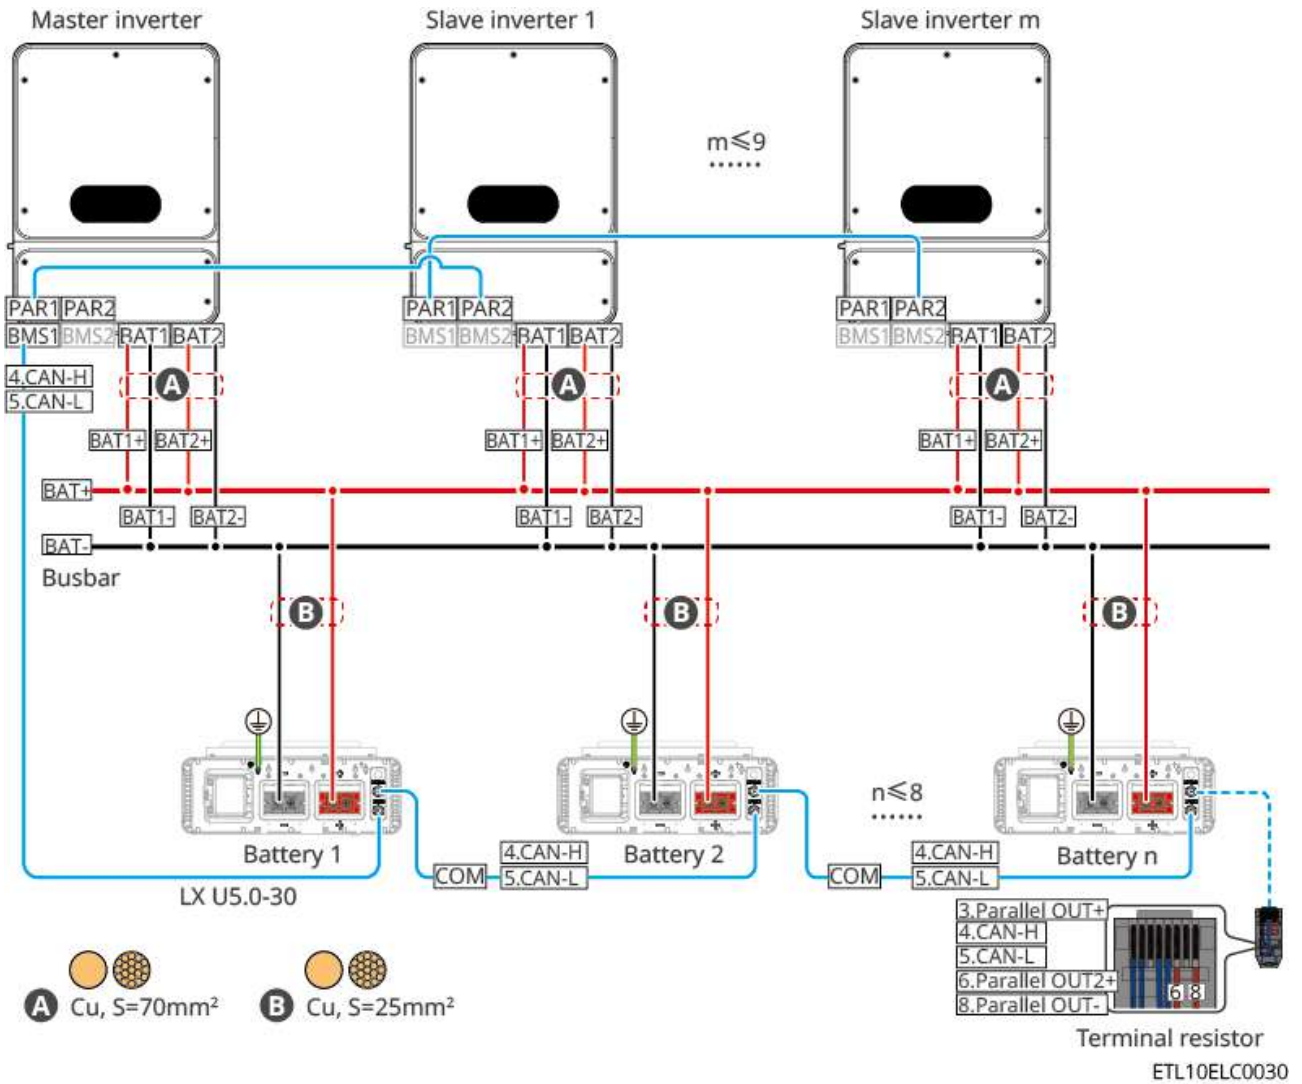 Master inverter
Slave inverter 1
Slave inverter m
m≤9
......
PAR1 PAR2
PAR1 PAR2
PAR1 PAR2
BMS1 BMS2 BAT1 BAT2
BMS1 BMS2 BAT1 BAT2
BMS1 BMS2 BAT1 BAT2
4.CAN-H
5.CAN-L
A
A
A
BAT1+ BAT2+
BAT1+ BAT2+
BAT1+ BAT2+
BAT+
BAT1- BAT2-
BAT1- BAT2-
BAT1- BAT2-
BAT-
Busbar
B
B
B
n≤8
......
Battery 1
Battery 2
Battery n
COM
4.CAN-H
5.CAN-L
COM
4.CAN-H
5.CAN-L
LX U5.0-30
3.Parallel OUT+
4.CAN-H
5.CAN-L
6.Parallel OUT2+
8.Parallel OUT-
6 8
A Cu, S=70mm²
B Cu, S=25mm²
Terminal resistor
ETL10ELC0030